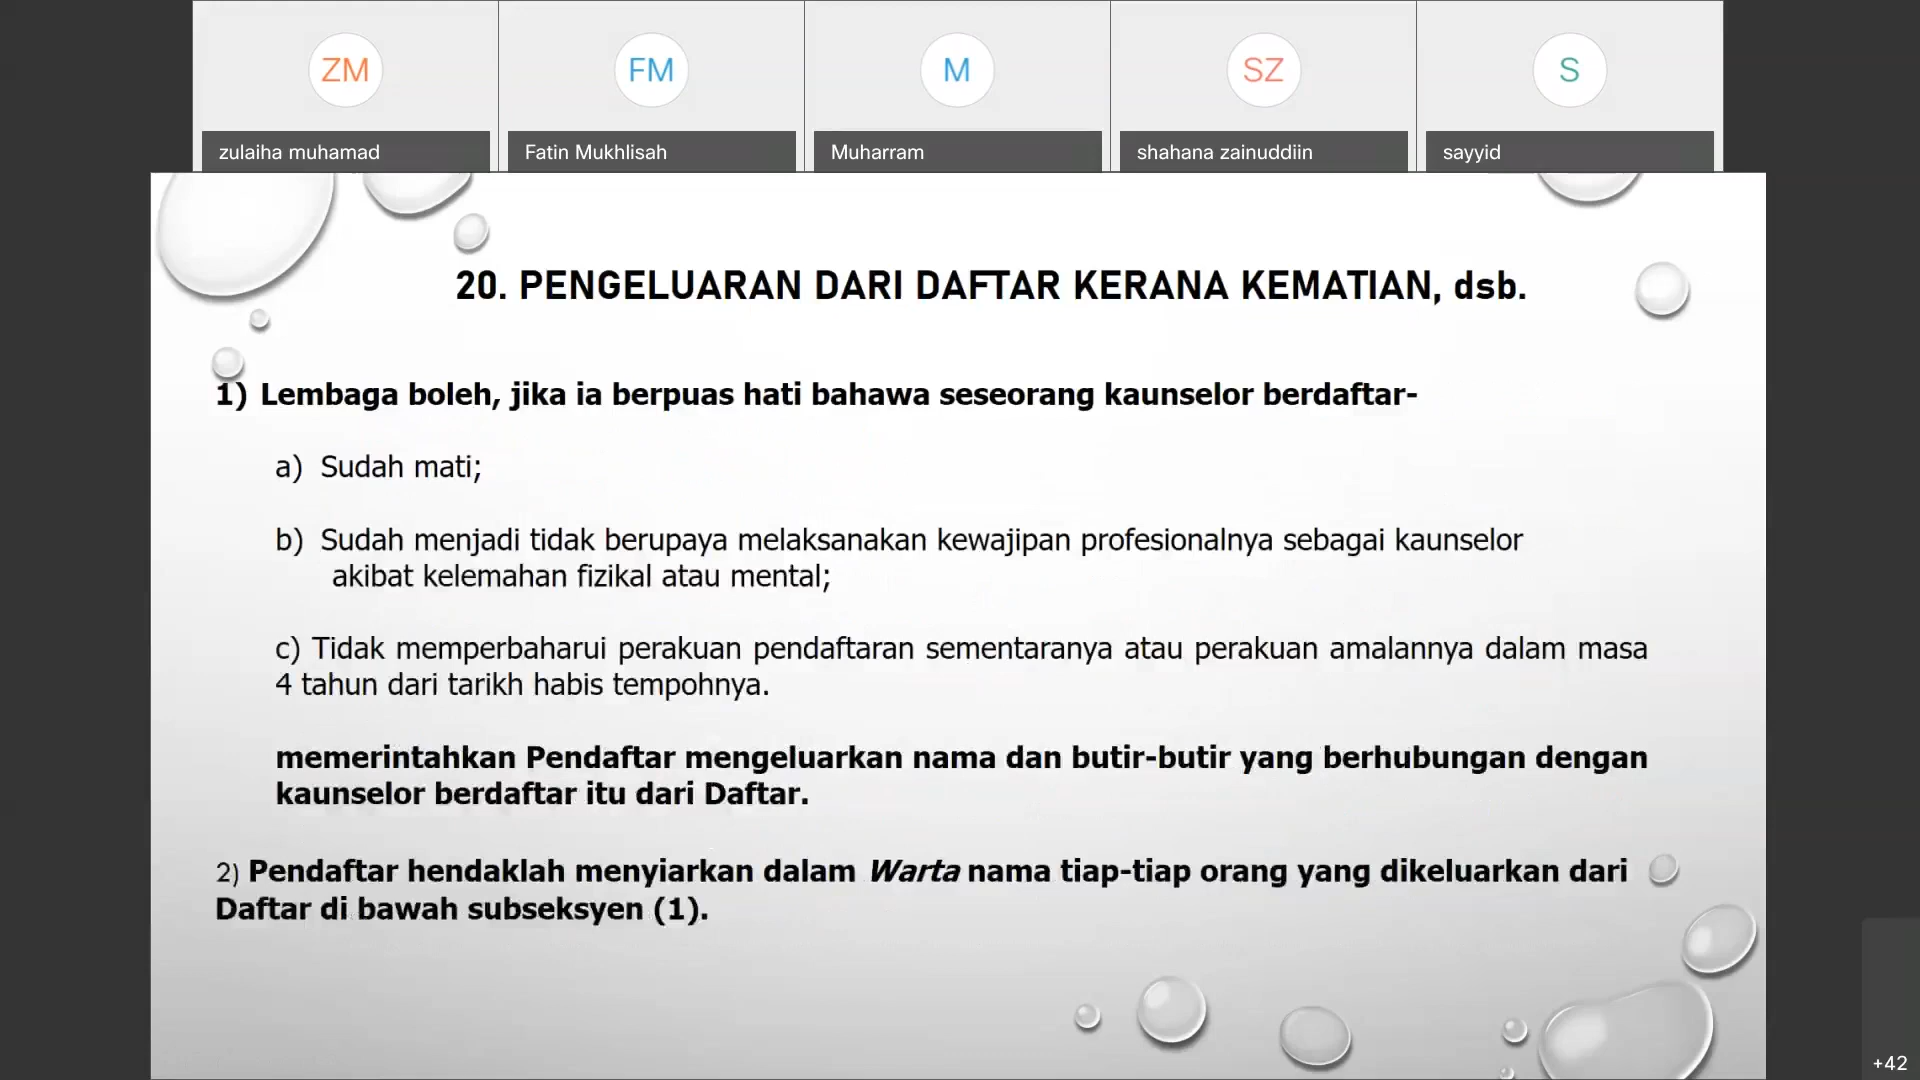 ZM
FM
M
SZ
S
zulaiha muhamad
Fatin Mukhlisah
Muharram
shahana zainuddiin
sayyid
20. PENGELUARAN DARI DAFTAR KERANA KEMATIAN, dsb.
1) Lembaga boleh, jika ia berpuas hati bahawa seseorang kaunselor berdaftar-
a) Sudah mati;
b) Sudah menjadi tidak berupaya melaksanakan kewajipan profesionalnya sebagai kaunselor
akibat kelemahan fizikal atau mental;
c) Tidak memperbaharui perakuan pendaftaran sementaranya atau perakuan amalannya dalam masa
4 tahun dari tarikh habis tempohnya.
memerintahkan Pendaftar mengeluarkan nama dan butir-butir yang berhubungan dengan
kaunselor berdaftar itu dari Daftar.
2) Pendaftar hendaklah menyiarkan dalam Warta nama tiap-tiap orang yang dikeluarkan dari
Daftar di bawah subseksyen (1).
+42